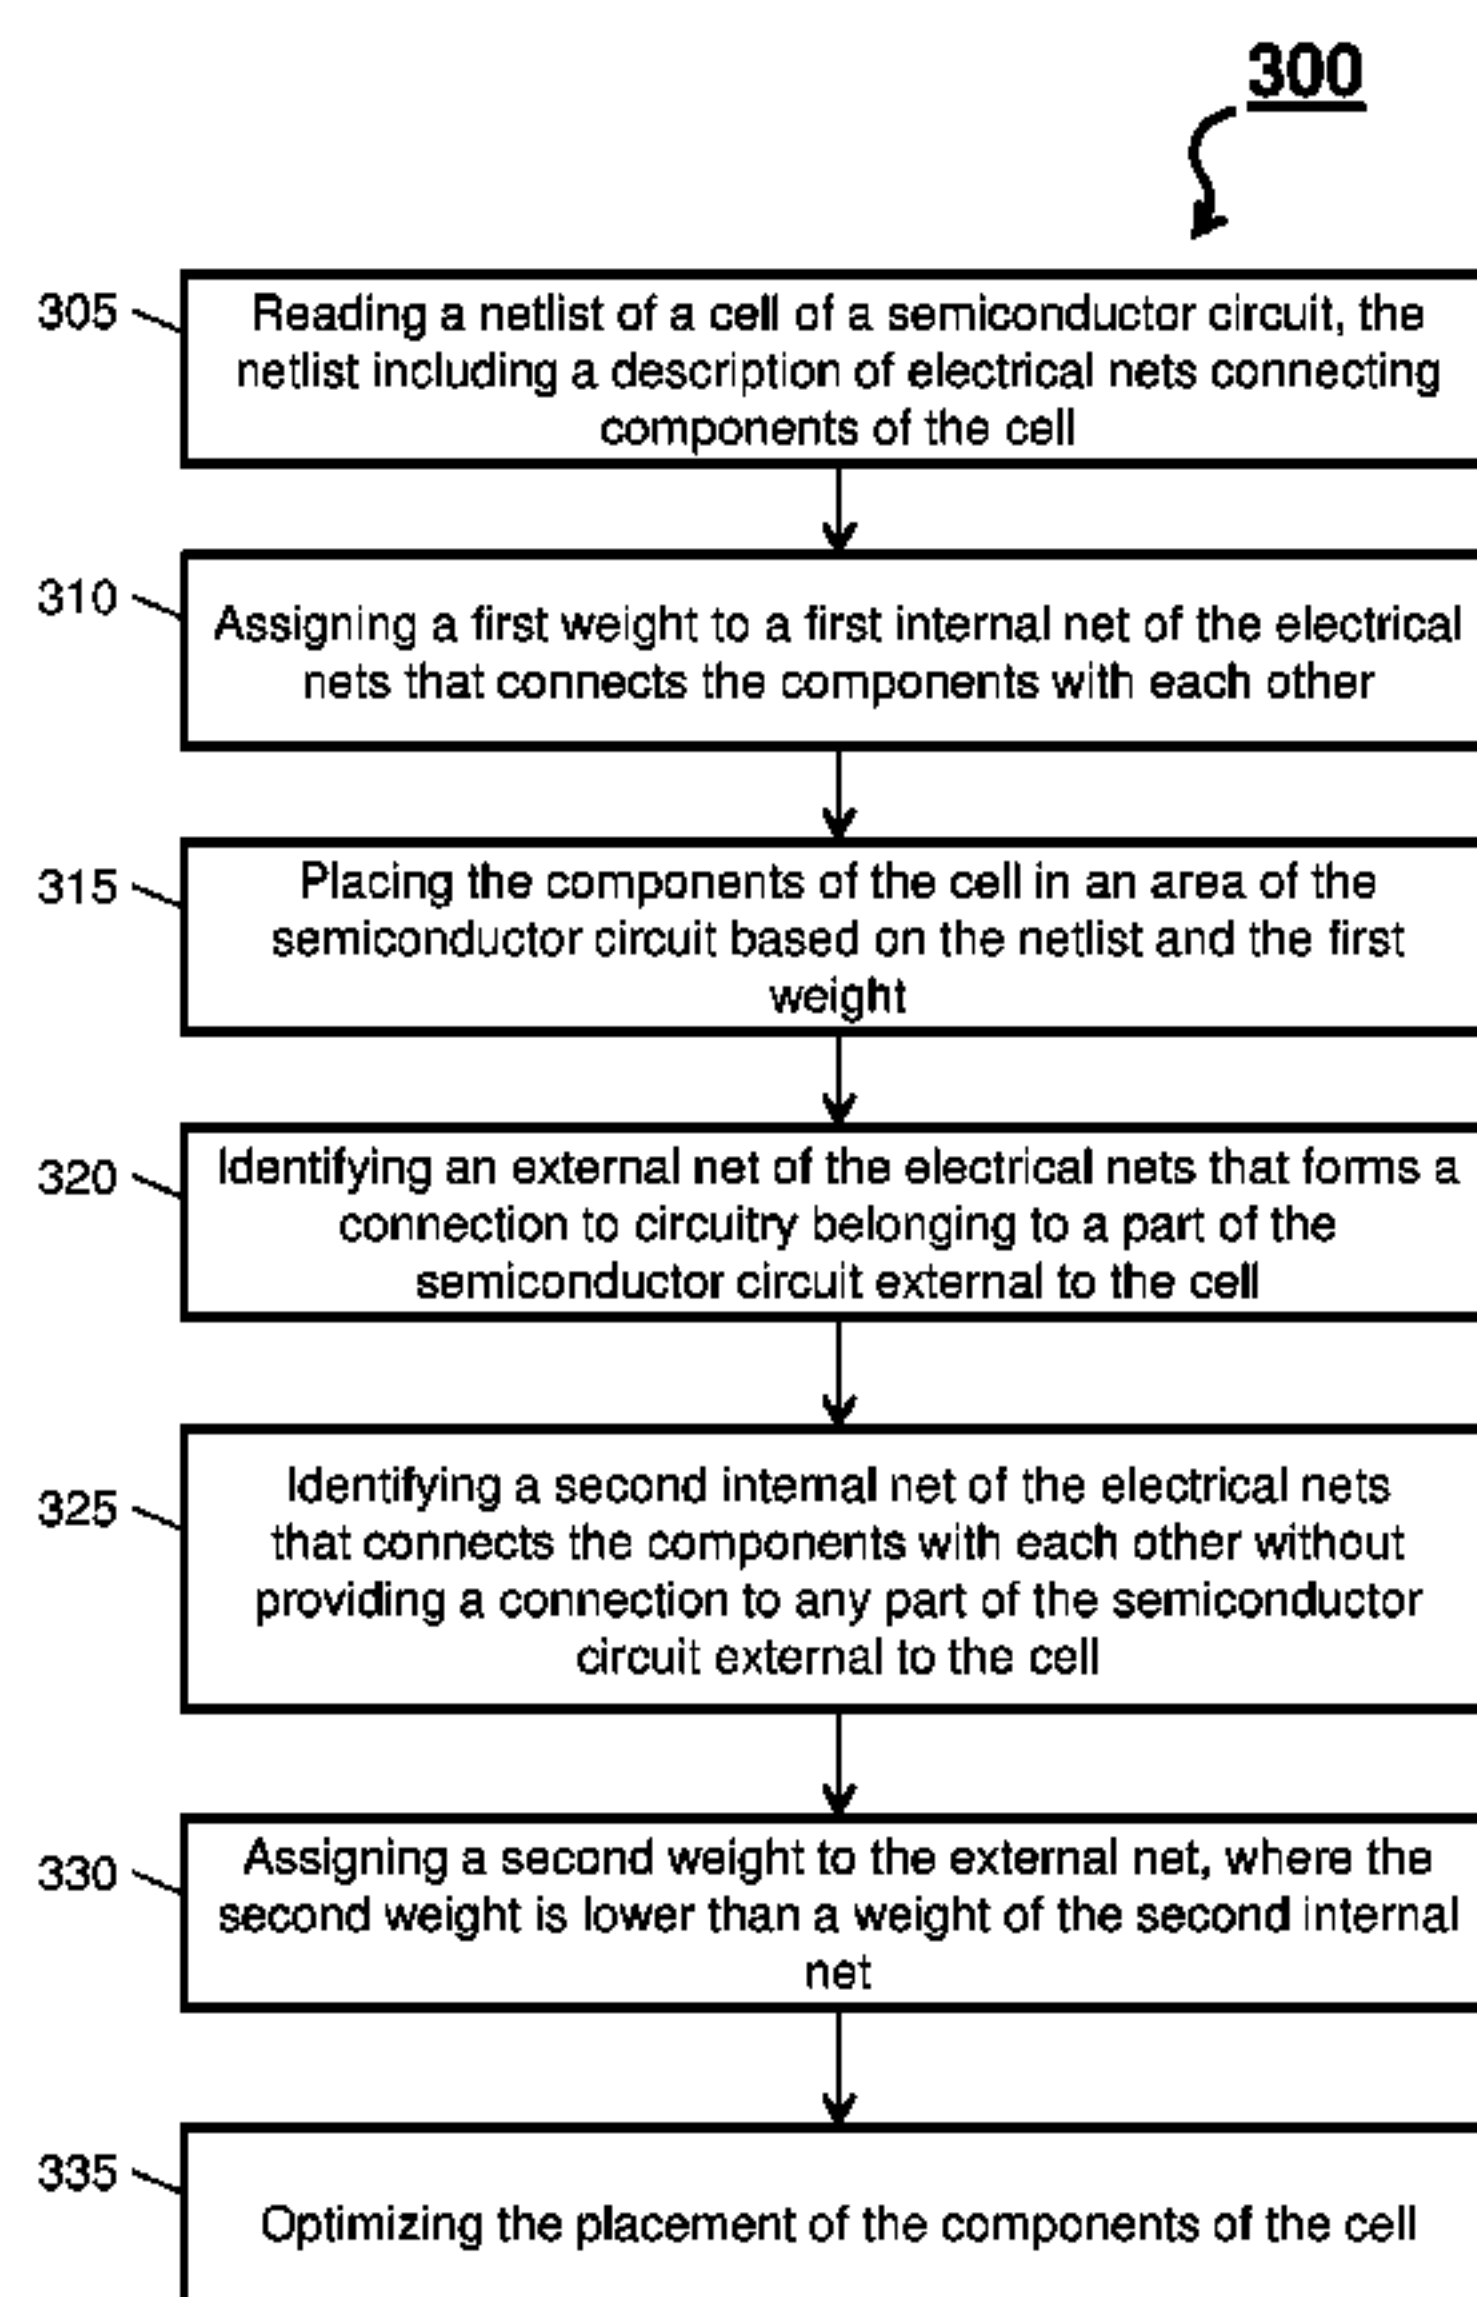 300
305
Reading a netlist of a cell of a semiconductor circuit, the
netlist including a description of electrical nets connecting
components of the cell
310
Assigning a first weight to a first internal net of the electrical
nets that connects the components with each other
315
Placing the components of the cell in an area of the
semiconductor circuit based on the netlist and the first
weight
320
Identifying an external net of the electrical nets that forms a
connection to circuitry belonging to a part of the
semiconductor circuit external to the cell
325
Identifying a second internal net of the electrical nets
that connects the components with each other without
providing a connection to any part of the semiconductor
circuit external to the cell
330
Assigning a second weight to the external net, where the
second weight is lower than a weight of the second internal
net
335
Optimizing the placement of the components of the cell